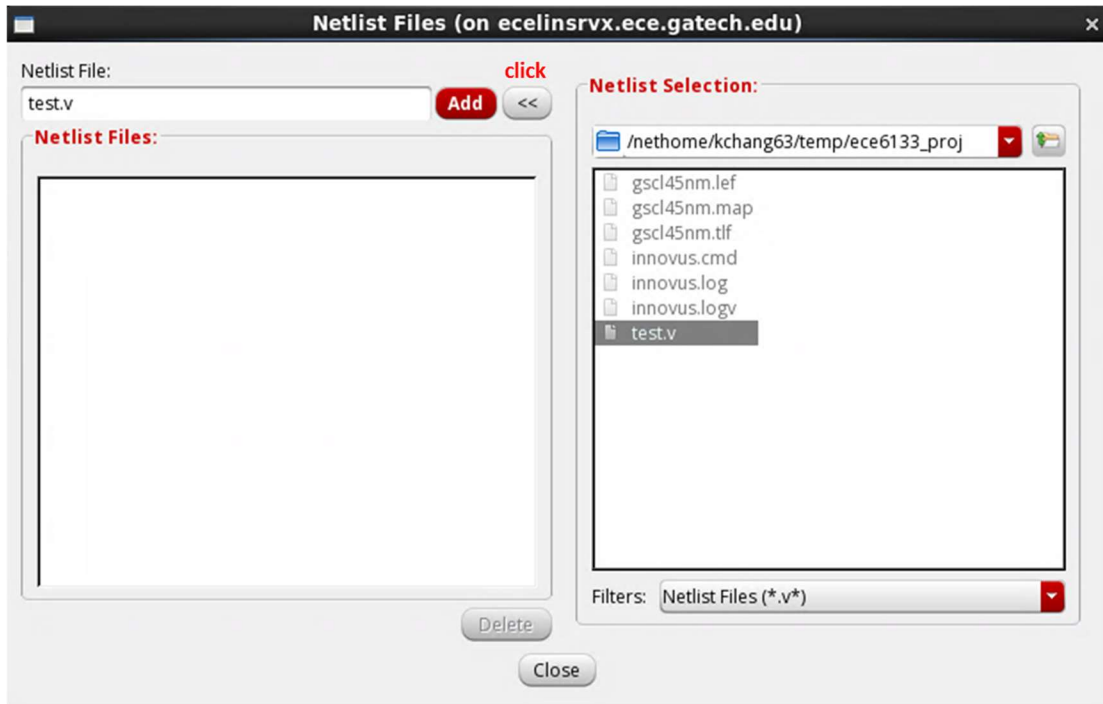 Netlist Files (on ecelinsrvx.ece.gatech.edu)
Netlist File:
click
test.v
Add
<<
Netlist Files:
Delete
Netlist Selection:
/nethome/kchang63/temp/ece6133_proj
gscl45nm.lef
gscl45nm.map
gscl45nm.tlf
innovus.cmd
innovus.log
innovus.logv
test.v
Filters: Netlist Files (*.v*)
Close